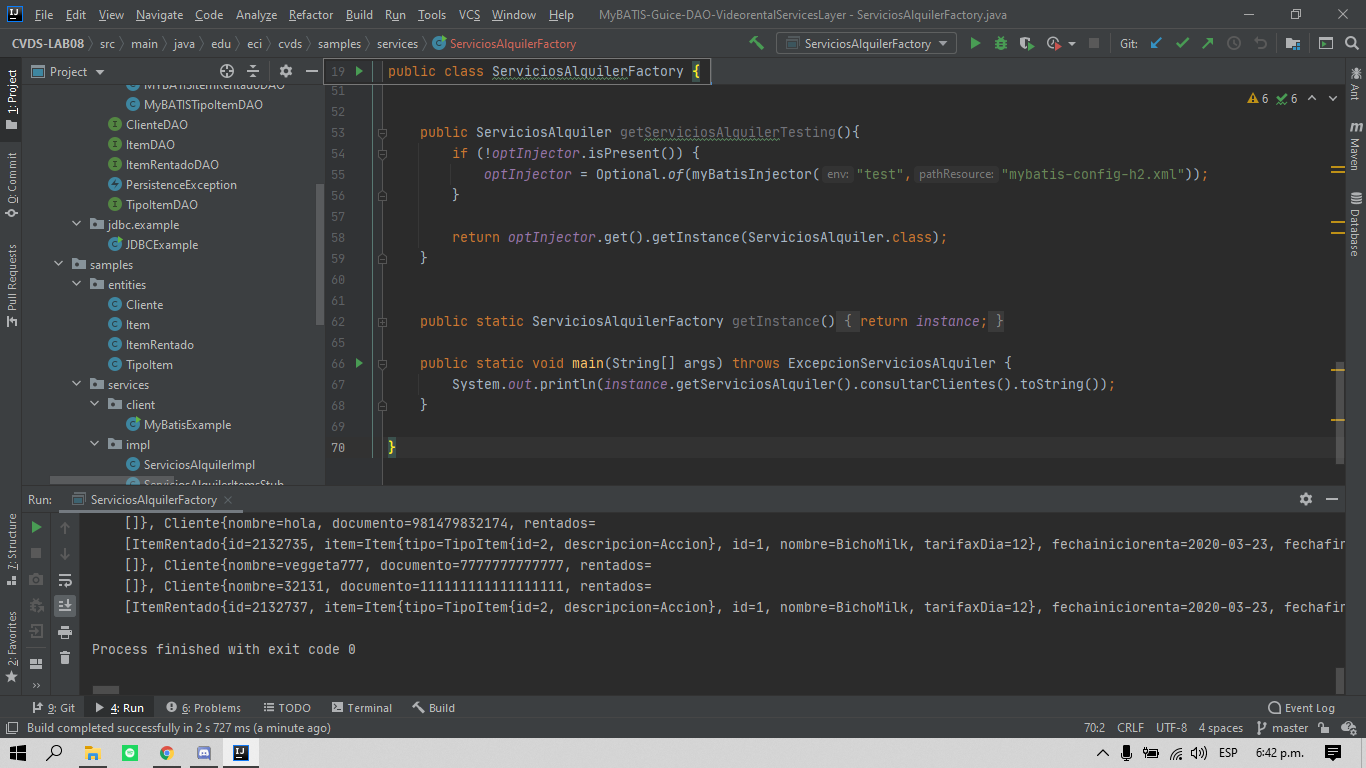 File Edit View Navigate Code Analyze Refactor Build Run Tools VCS Window Help MyBATIS-Guice-DAO-VideorentalServicesLayer - ServiciosAlquilerFactory.java
CVDS-LAB08 src main java edu eci cvds samples services ServiciosAlquilerFactory ServiciosAlquilerFactory Git:
Project
19 public class ServiciosAlquilerFactory {
MyBATISItemRentadoDAO
MyBATISTipoItemDAO
ClienteDAO
ItemDAO
ItemRentadoDAO
PersistenceException
TipoItemDAO
jdbc.example
JDBCExample
samples
entities
Cliente
Item
ItemRentado
TipoItem
services
client
MyBatisExample
impl
ServiciosAlquilerImpl
ServiciosAlquilerItemsStub
6 6
51
52
53 public ServiciosAlquiler getServiciosAlquilerTesting(){
54 if (!optInjector.isPresent()) {
55 optInjector = Optional.of(myBatisInjector( env: "test", pathResource: "mybatis-config-h2.xml"));
56 }
57
58 return optInjector.get().getInstance(ServiciosAlquiler.class);
59 }
60
61
62 public static ServiciosAlquilerFactory getInstance() { return instance; }
65
66 public static void main(String[] args) throws ExcepcionServiciosAlquiler {
67 System.out.println(instance.getServiciosAlquiler().consultarClientes().toString());
68 }
69
70 }
1: Project
0: Commit
Pull Requests
7: Structure
2: Favorites
Ant
Maven
Database
Run: ServiciosAlquilerFactory
[]}, Cliente{nombre=hola, documento=981479832174, rentados=
[ItemRentado{id=2132735, item=Item{tipo=TipoItem{id=2, descripcion=Accion}, id=1, nombre=BichoMilk, tarifaxDia=12}, fechainiciorenta=2020-03-23, fechafin
[]}, Cliente{nombre=veggeta777, documento=7777777777777, rentados=
[]}, Cliente{nombre=32131, documento=111111111111111111, rentados=
[ItemRentado{id=2132737, item=Item{tipo=TipoItem{id=2, descripcion=Accion}, id=1, nombre=BichoMilk, tarifaxDia=12}, fechainiciorenta=2020-03-23, fechafin
Process finished with exit code 0
9: Git 4: Run 6: Problems TODO Terminal Build Event Log
Build completed successfully in 2 s 727 ms (a minute ago) 70:2 CRLF UTF-8 4 spaces master
ESP 6:42 p.m.